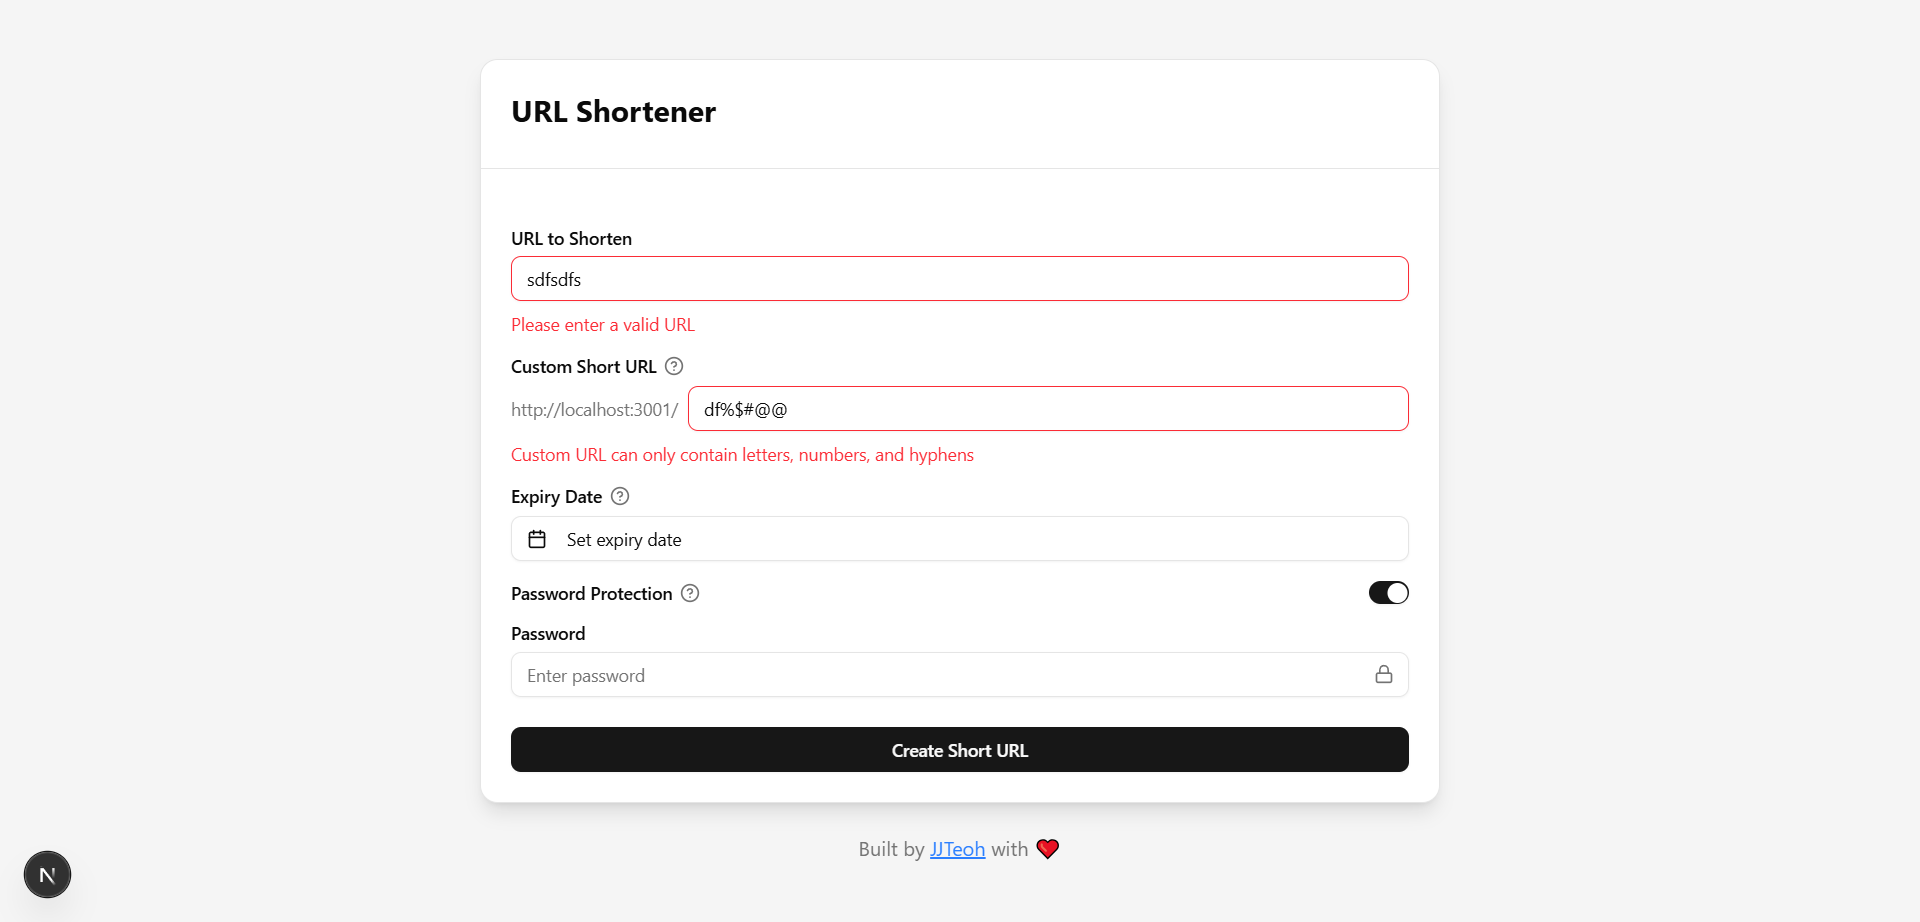 URL Shortener
URL to Shorten
sdfsdfs
Please enter a valid URL
Custom Short URL
http://localhost:3001/ df%$#@@
Custom URL can only contain letters, numbers, and hyphens
Expiry Date
Set expiry date
Password Protection
Password
Enter password
Create Short URL
Built by JJTeoh with ❤️
N